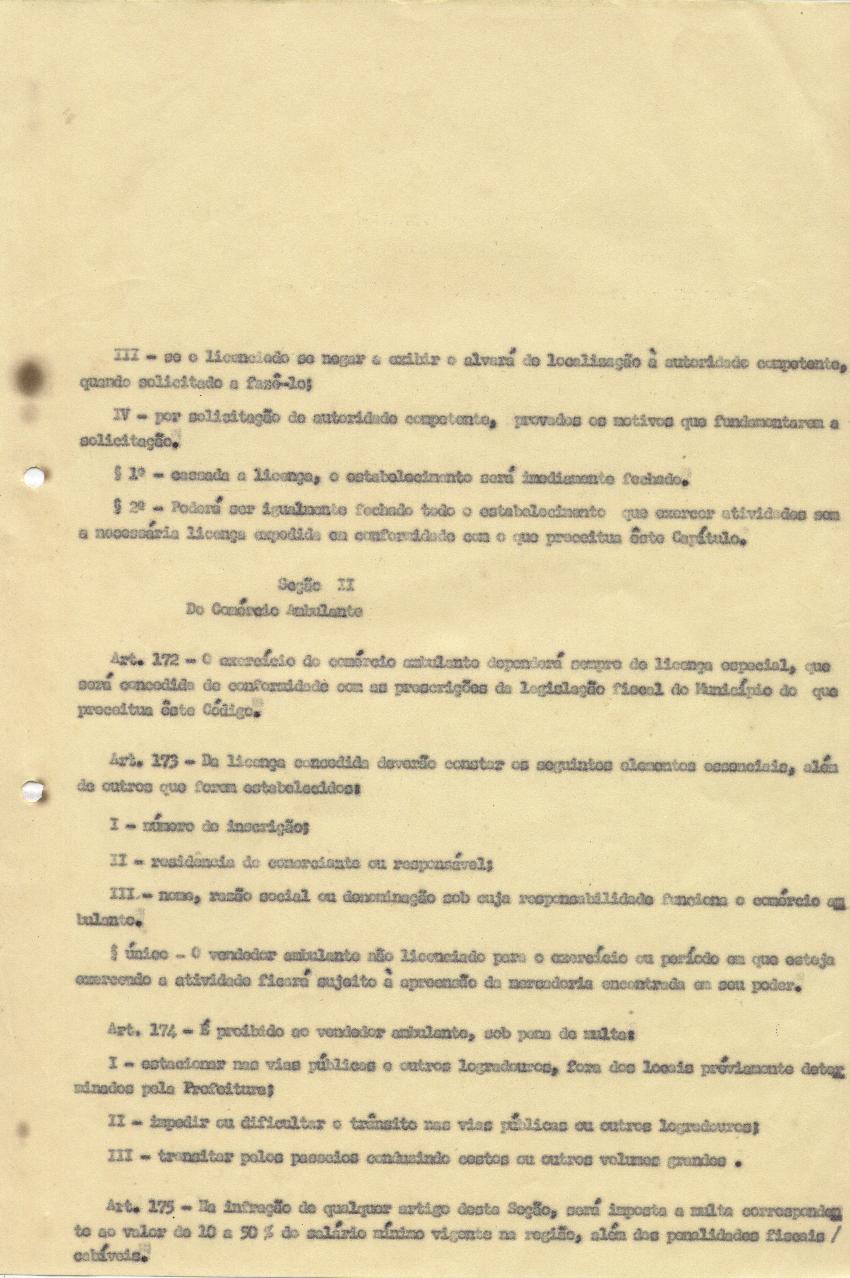 III - se o licenciado se negar a exibir o alvará de localização à autoridade competente,
quando solicitado a fazê-lo;
IV - por solicitação de autoridade competente, provados os motivos que fundamentarem a
solicitação.
§ 1º - cassada a licença, o estabelecimento será imediamente fechado.
§ 2º - Poderá ser igualmente fechado todo o estabelecimento que exercer atividades sem
a necessária licença expedida em conformidade com o que preceitua êste Capítulo.
Seção II
Do Comércio Ambulante
Art. 172 - O exercício do comércio ambulante dependerá sempre de licença especial, que
será concedida de conformidade com as prescrições da legislação fiscal do Município do que
preceitua êste Código.
Art. 173 - Da licença concedida deverão constar os seguintes elementos essenciais, além
de outros que forem estabelecidos:
I - número de inscrição;
II - residência do comerciante ou responsável;
III.- nome, razão social ou denominação sob cuja responsabilidade funciona o comércio am
bulante.
§ único - O vendedor ambulante não licenciado para o exercício ou período em que esteja
exercendo a atividade ficará sujeito à apreensão da mercadoria encontrada em seu poder.
Art. 174 - É proibido ao vendedor ambulante, sob pena de multa:
I - estacionar nas vias públicas e outros logradouros, fora dos locais préviamente deter
minados pela Prefeitura;
II - impedir ou dificultar o trânsito nas vias públicas ou outros logradouros;
III - transitar pelos passeios conduzindo cestos ou outros volumes grandes .
Art. 175 - Na infração de qualquer artigo desta Seção, será imposta a multa corresponden
te ao valor de 10 a 50 % do salário mínimo vigente na região, além das penalidades fiscais /
cabíveis.